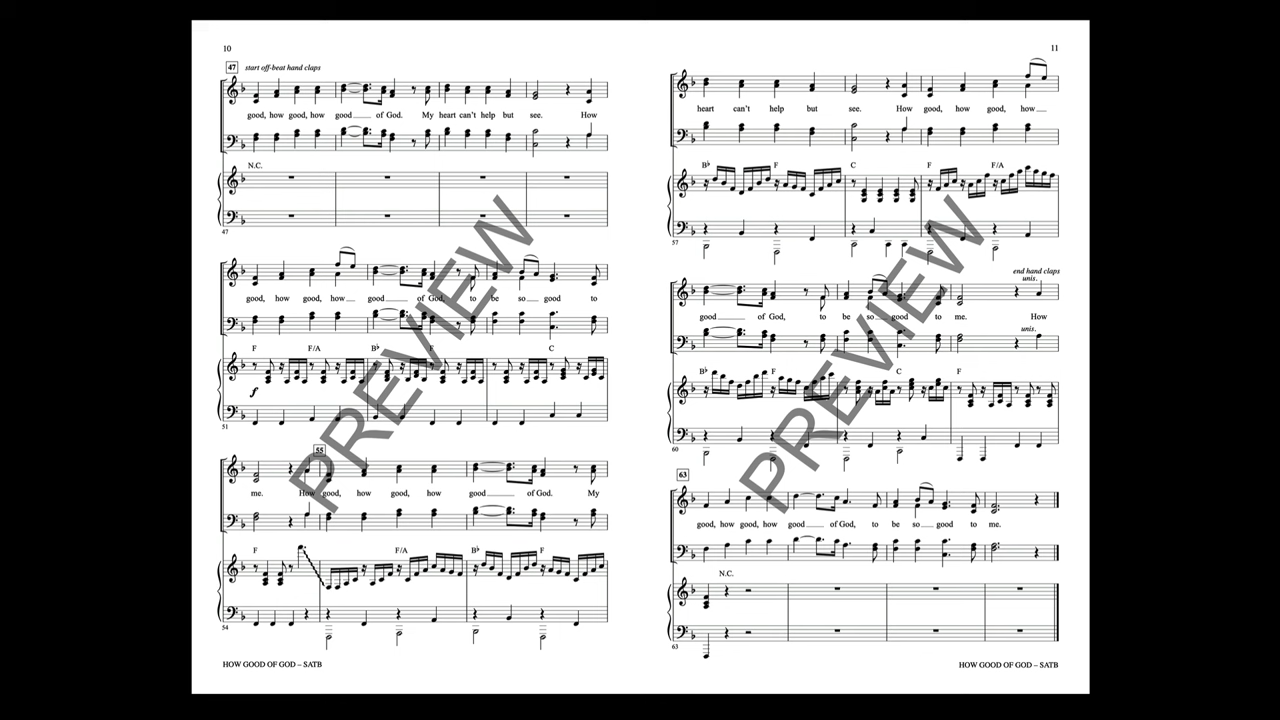 10
47 start off-beat hand claps
good, how good, how good of God. My heart can't help but see. How
N.C.
47
good, how good, how good of God, to be so good to
F F/A B♭ F C
f
51
55
me. How good, how good, how good of God. My
F F/A B♭ F
54
HOW GOOD OF GOD – SATB
11
heart can't help but see. How good, how good, how
B♭ F C F F/A
57
end hand claps
unis.
good of God, to be so good to me. How
unis.
B♭ F C F
60
63
good, how good, how good of God, to be so good to me.
N.C.
63
HOW GOOD OF GOD – SATB
PREVIEW
PREVIEW